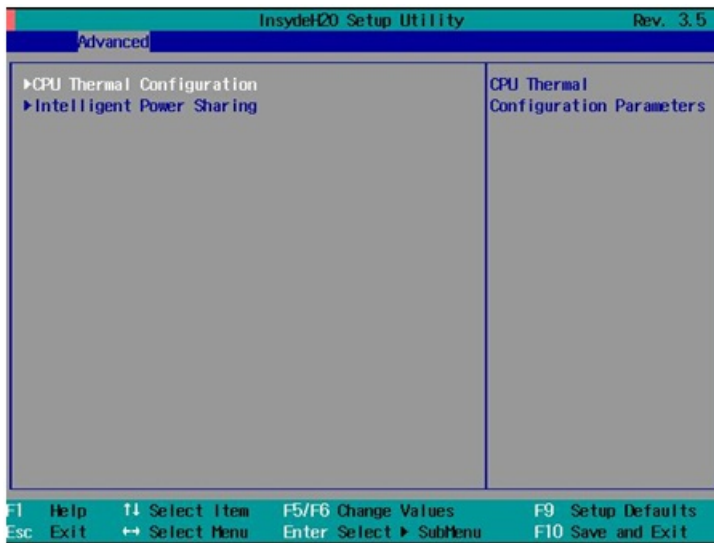 InsydeH2O Setup Utility Rev. 3.5
Advanced
▶CPU Thermal Configuration
▶Intelligent Power Sharing
CPU Thermal
Configuration Parameters
F1 Help ↑↓ Select Item F5/F6 Change Values F9 Setup Defaults
Esc Exit ↔ Select Menu Enter Select ▶ SubMenu F10 Save and Exit